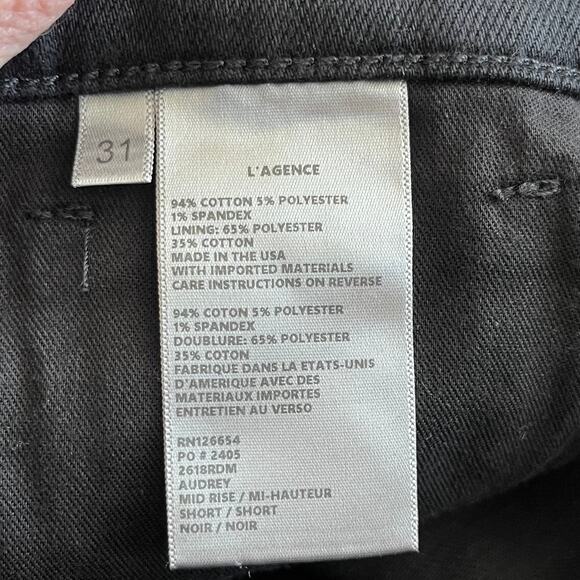 31
L'AGENCE
94% COTTON 5% POLYESTER
1% SPANDEX
LINING: 65% POLYESTER
35% COTTON
MADE IN THE USA
WITH IMPORTED MATERIALS
CARE INSTRUCTIONS ON REVERSE
94% COTON 5% POLYESTER
1% SPANDEX
DOUBLURE: 65% POLYESTER
35% COTON
FABRIQUE DANS LA ETATS-UNIS
D'AMERIQUE AVEC DES
MATERIAUX IMPORTES
ENTRETIEN AU VERSO
RN126654
PO # 2405
2618RDM
AUDREY
MID RISE / MI-HAUTEUR
SHORT / SHORT
NOIR / NOIR